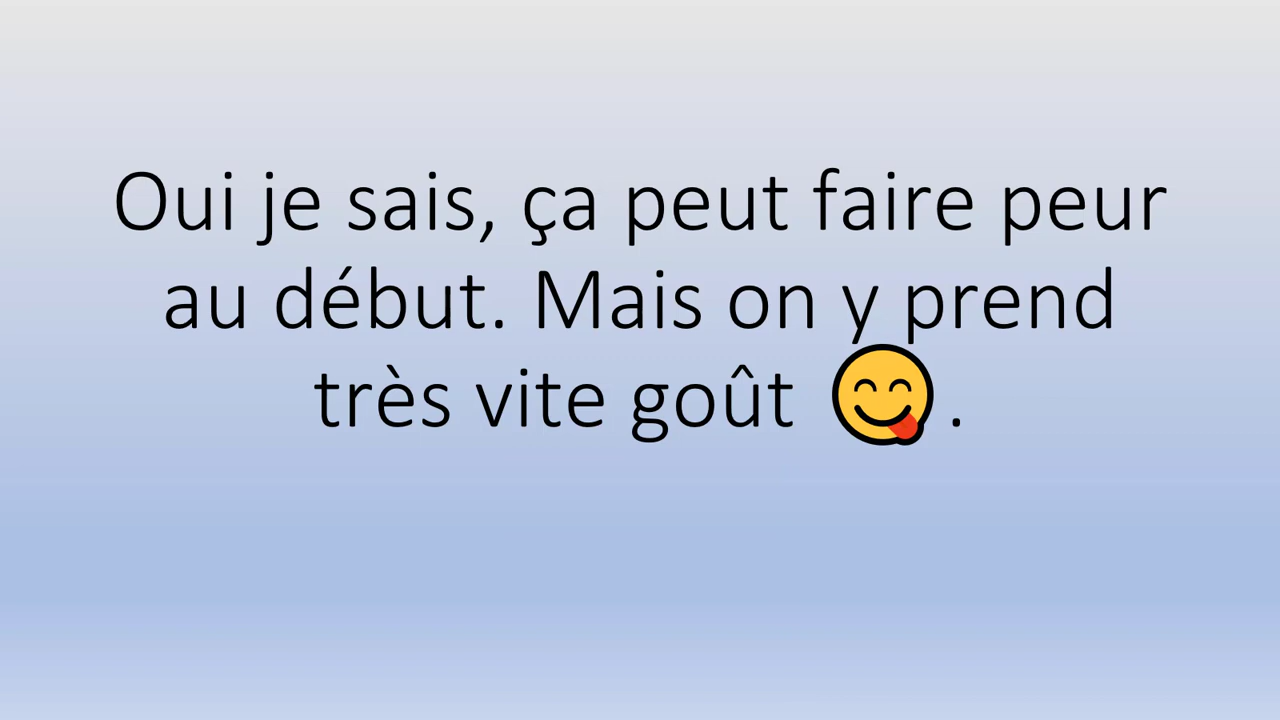 Oui je sais, ça peut faire peur
au début. Mais on y prend
très vite goût 😋.